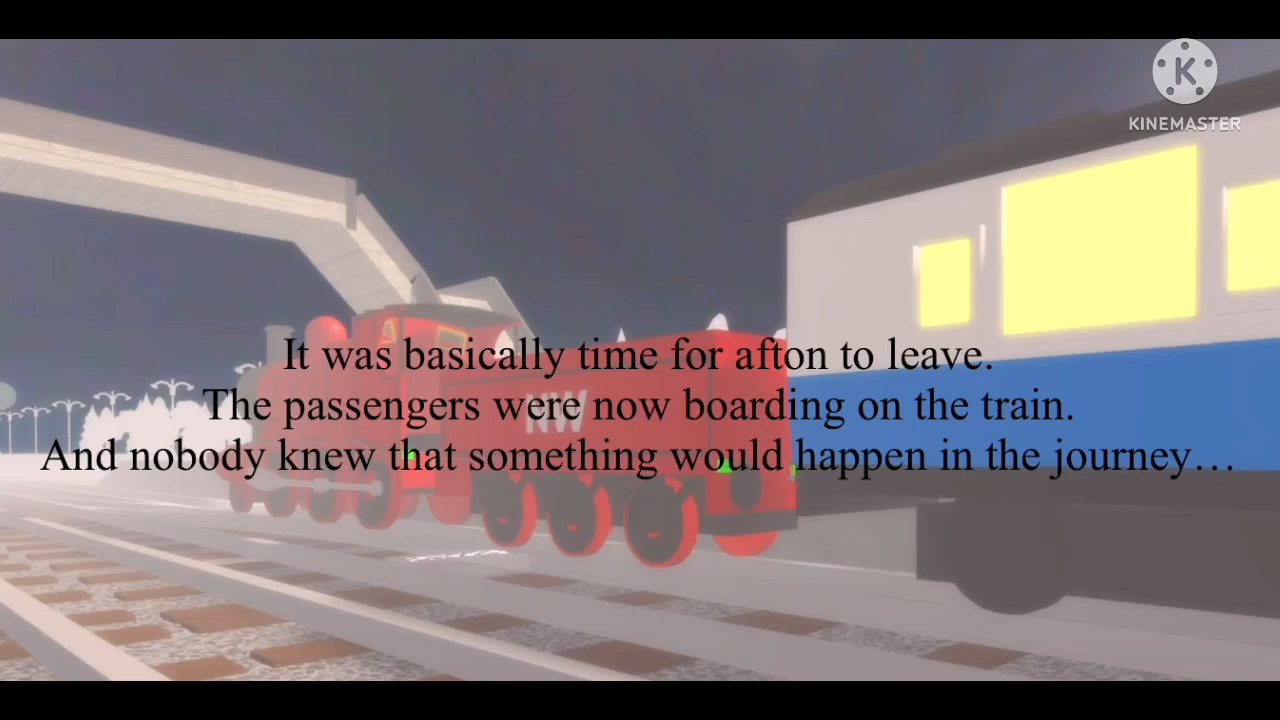 KINEMASTER
It was basically time for afton to leave.
The passengers were now boarding on the train.
And nobody knew that something would happen in the journey...
NW